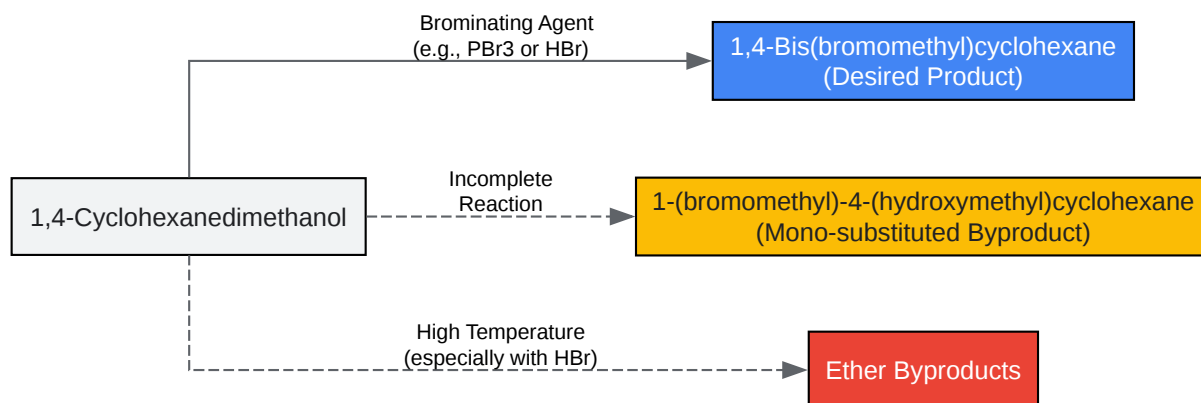 Brominating Agent
(e.g., PBr3 or HBr)
1,4-Bis(bromomethyl)cyclohexane
(Desired Product)
1,4-Cyclohexanedimethanol
Incomplete
Reaction
1-(bromomethyl)-4-(hydroxymethyl)cyclohexane
(Mono-substituted Byproduct)
High Temperature
(especially with HBr)
Ether Byproducts